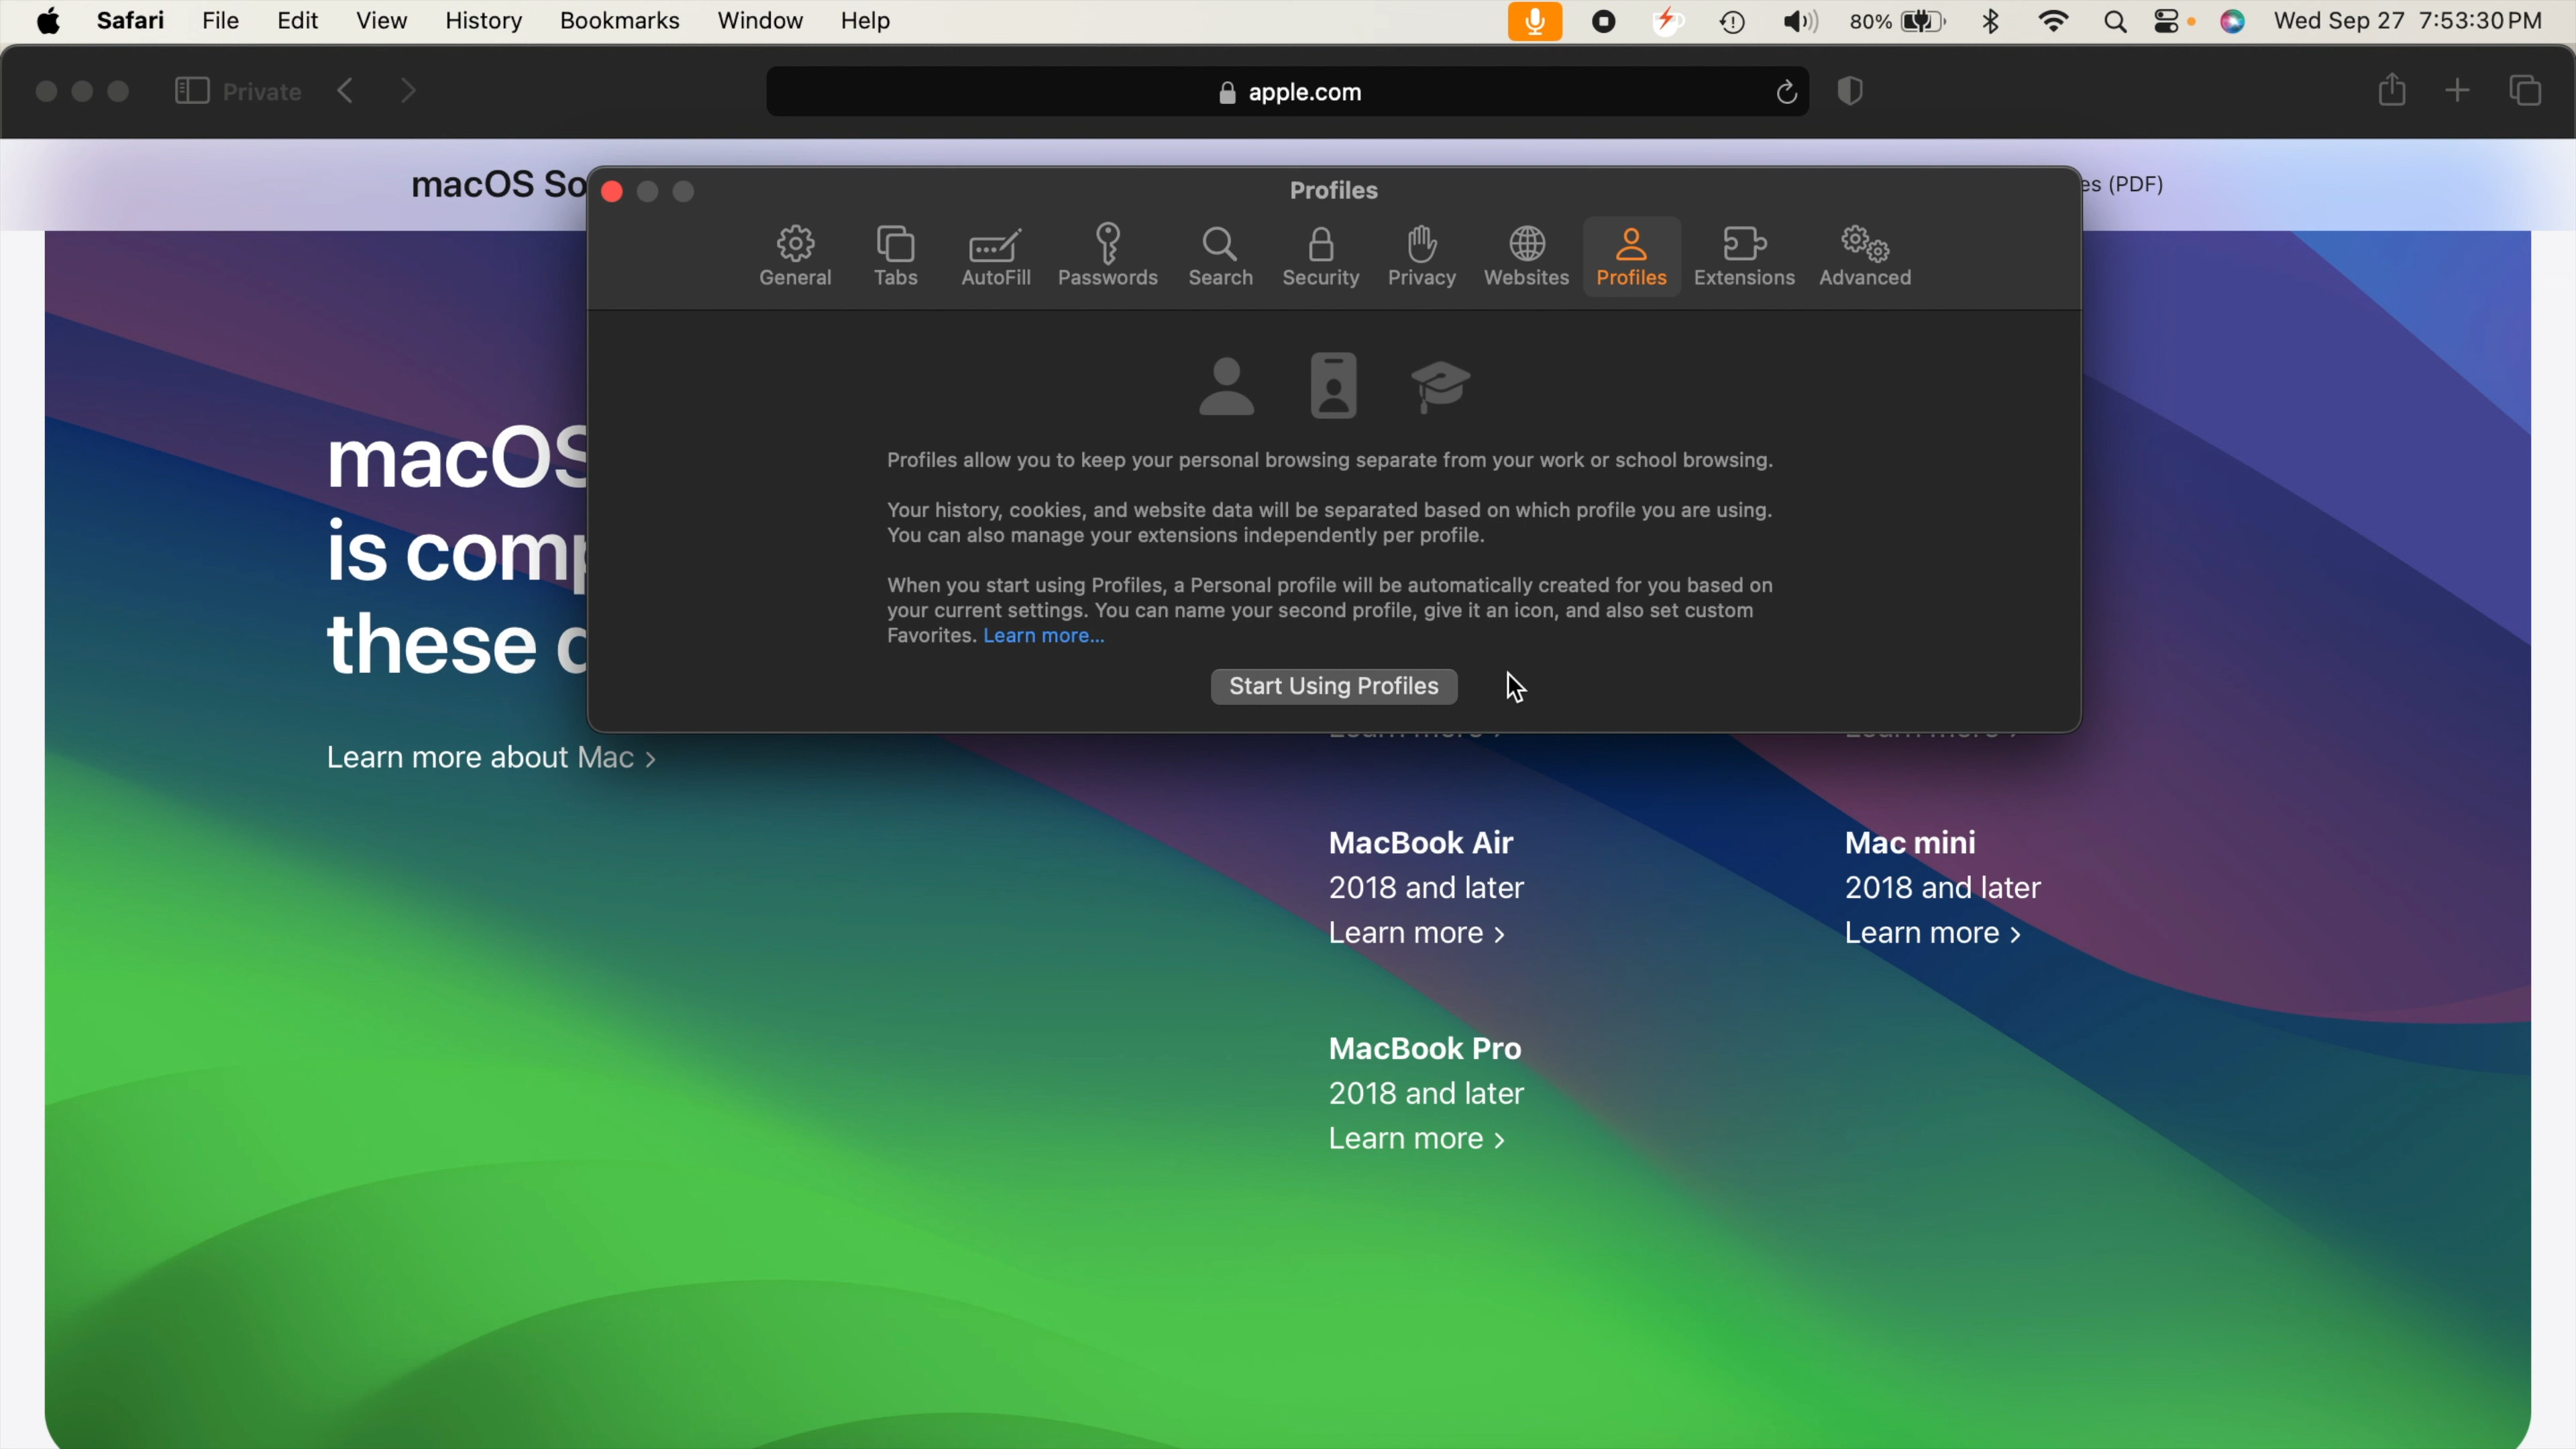 Safari File Edit View History Bookmarks Window Help 80% Wed Sep 27 7:53:30 PM
Private apple.com
macOS So
es (PDF)
Profiles
General Tabs AutoFill Passwords Search Security Privacy Websites Profiles Extensions Advanced
Profiles allow you to keep your personal browsing separate from your work or school browsing.
Your history, cookies, and website data will be separated based on which profile you are using.
You can also manage your extensions independently per profile.
When you start using Profiles, a Personal profile will be automatically created for you based on
your current settings. You can name your second profile, give it an icon, and also set custom
Favorites. Learn more...
Start Using Profiles
macOS
is comp
these
Learn more about Mac >
MacBook Air
2018 and later
Learn more >
Mac mini
2018 and later
Learn more >
MacBook Pro
2018 and later
Learn more >